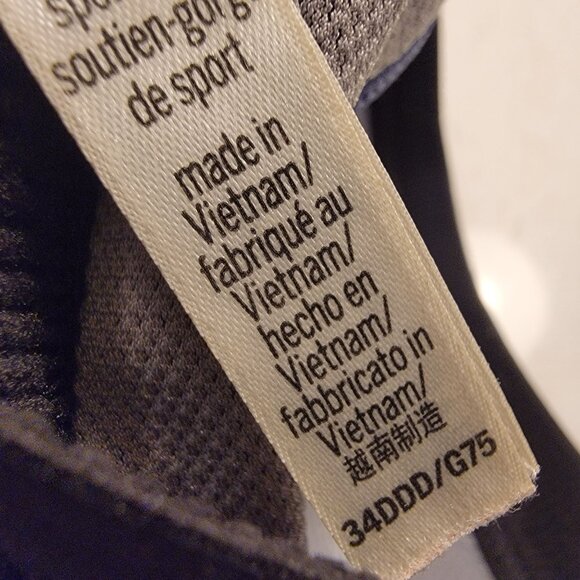 soutien-gorge
de sport
made in
Vietnam/
fabriqué au
Vietnam/
hecho en
Vietnam/
fabbricato in
Vietnam/
越南制造
34DDD/G75